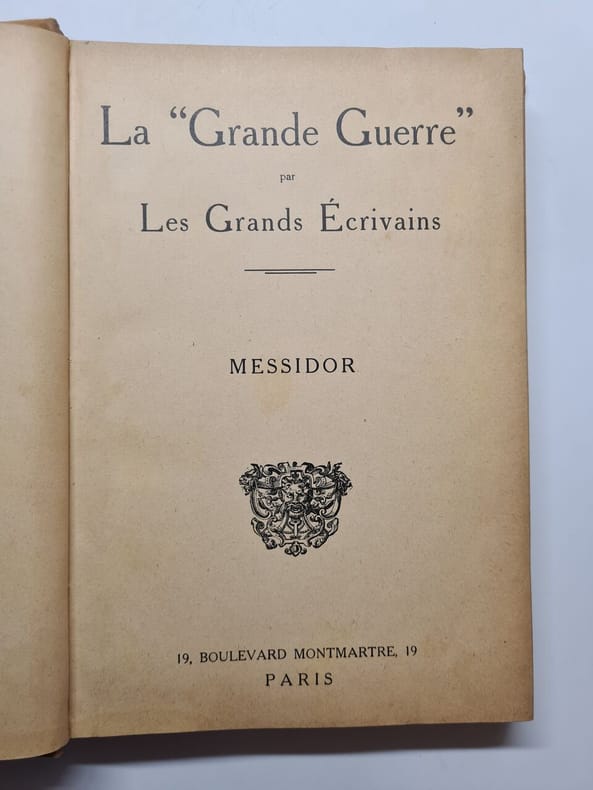 La “Grande Guerre”
par
Les Grands Écrivains
MESSIDOR
19, BOULEVARD MONTMARTRE, 19
PARIS